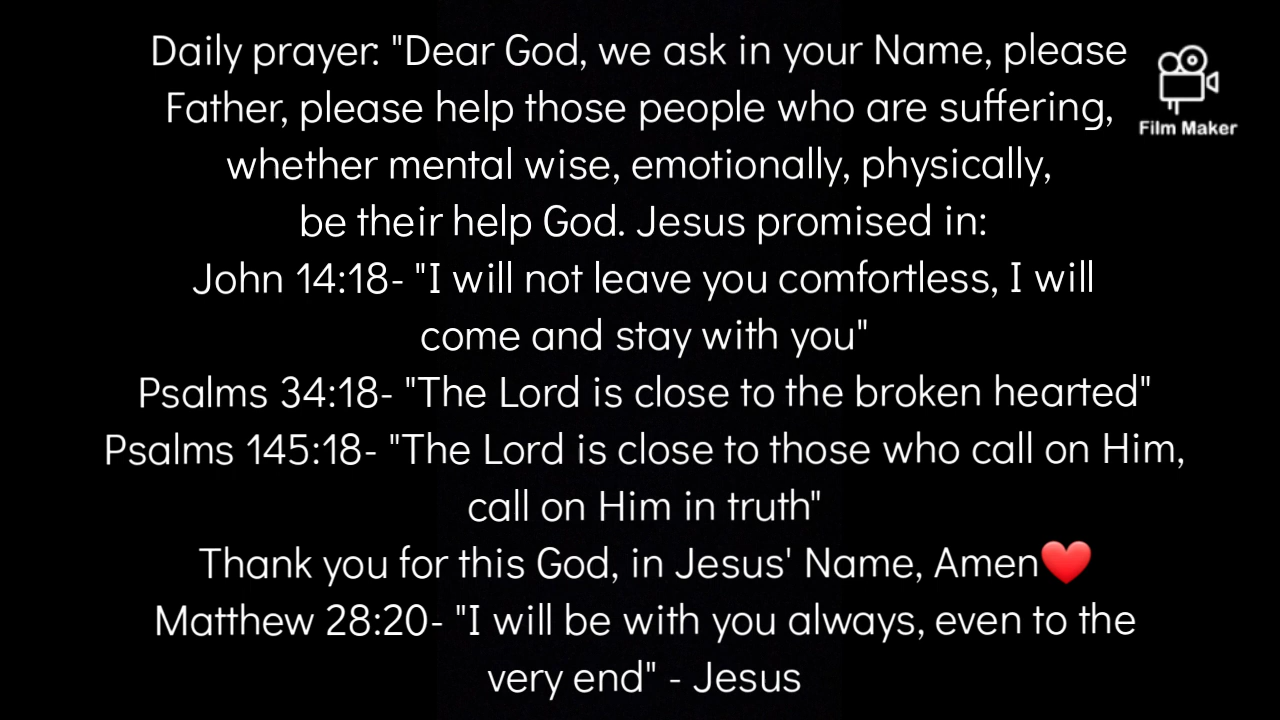 Daily prayer: "Dear God, we ask in your Name, please
Father, please help those people who are suffering,
whether mental wise, emotionally, physically,
be their help God. Jesus promised in:
John 14:18- "I will not leave you comfortless, I will
come and stay with you"
Psalms 34:18- "The Lord is close to the broken hearted"
Psalms 145:18- "The Lord is close to those who call on Him,
call on Him in truth"
Thank you for this God, in Jesus' Name, Amen❤️
Matthew 28:20- "I will be with you always, even to the
very end" - Jesus
Film Maker